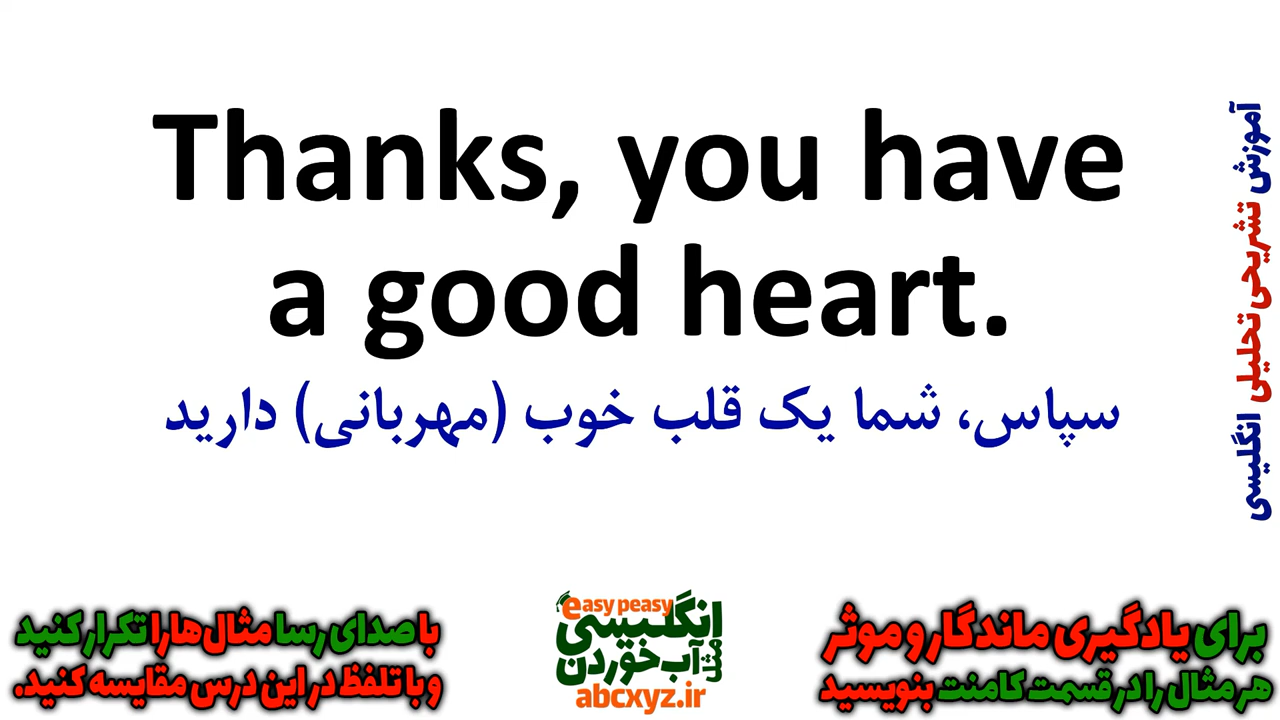 Thanks, you have
a good heart.
سپاس، شما یک قلب خوب (مهربانی) دارید
آموزش تشریحی تحلیلی انگلیسی
برای یادگیری ماندگار و موثر
هر مثال را در قسمت کامنت بنویسید
easy peasy
انگلیسی
مثل
آب خوردن
abcxyz.ir
با صدای رسا مثال‌ها را تکرار کنید
و با تلفظ در این درس مقایسه کنید.